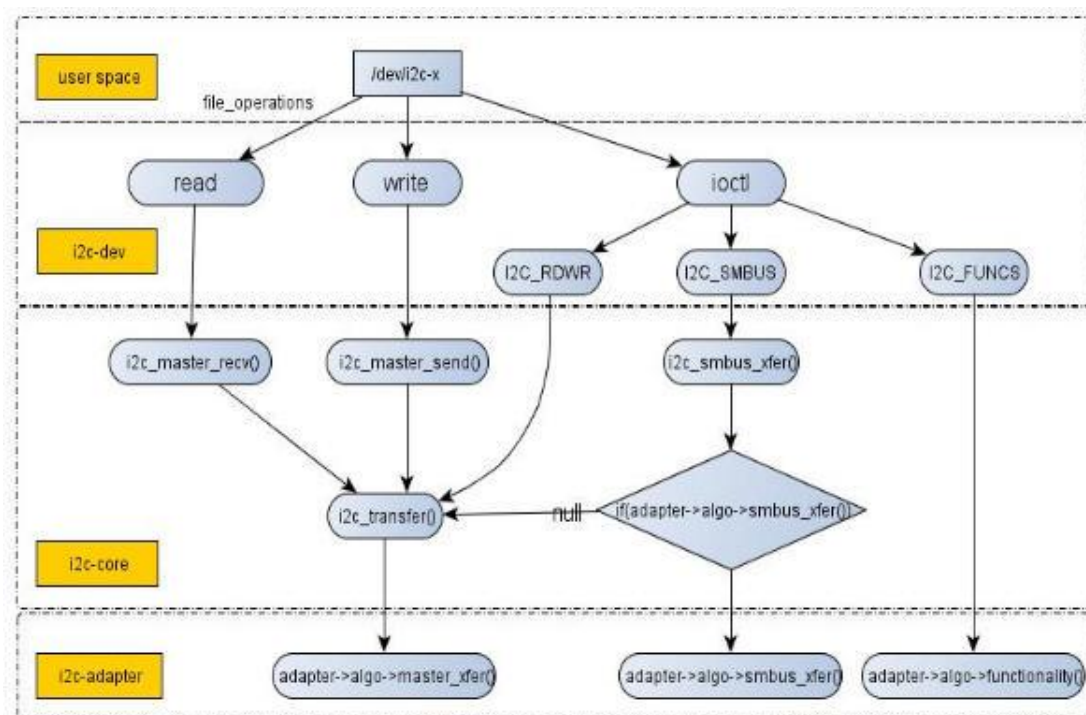 user space
/dev/i2c-x
file_operations
read
write
ioctl
i2c-dev
I2C_RDWR
I2C_SMBUS
I2C_FUNCS
i2c_master_recv()
i2c_master_send()
i2c_smbus_xfer()
i2c_transfer()
null
if(adapter->algo->smbus_xfer())
i2c-core
i2c-adapter
adapter->algo->master_xfer()
adapter->algo->smbus_xfer()
adapter->algo->functionality()